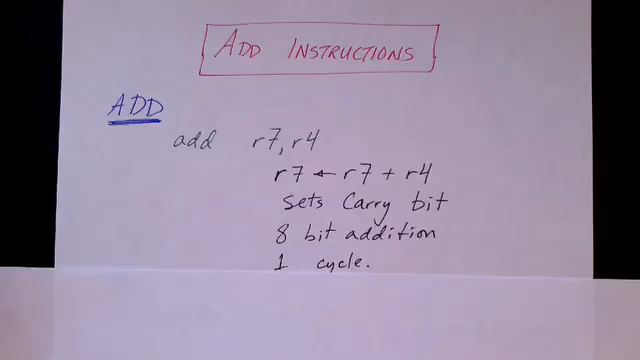 ADD INSTRUCTIONS
ADD
add r7, r4
r7 ← r7 + r4
Sets Carry bit
8 bit addition
1 cycle.